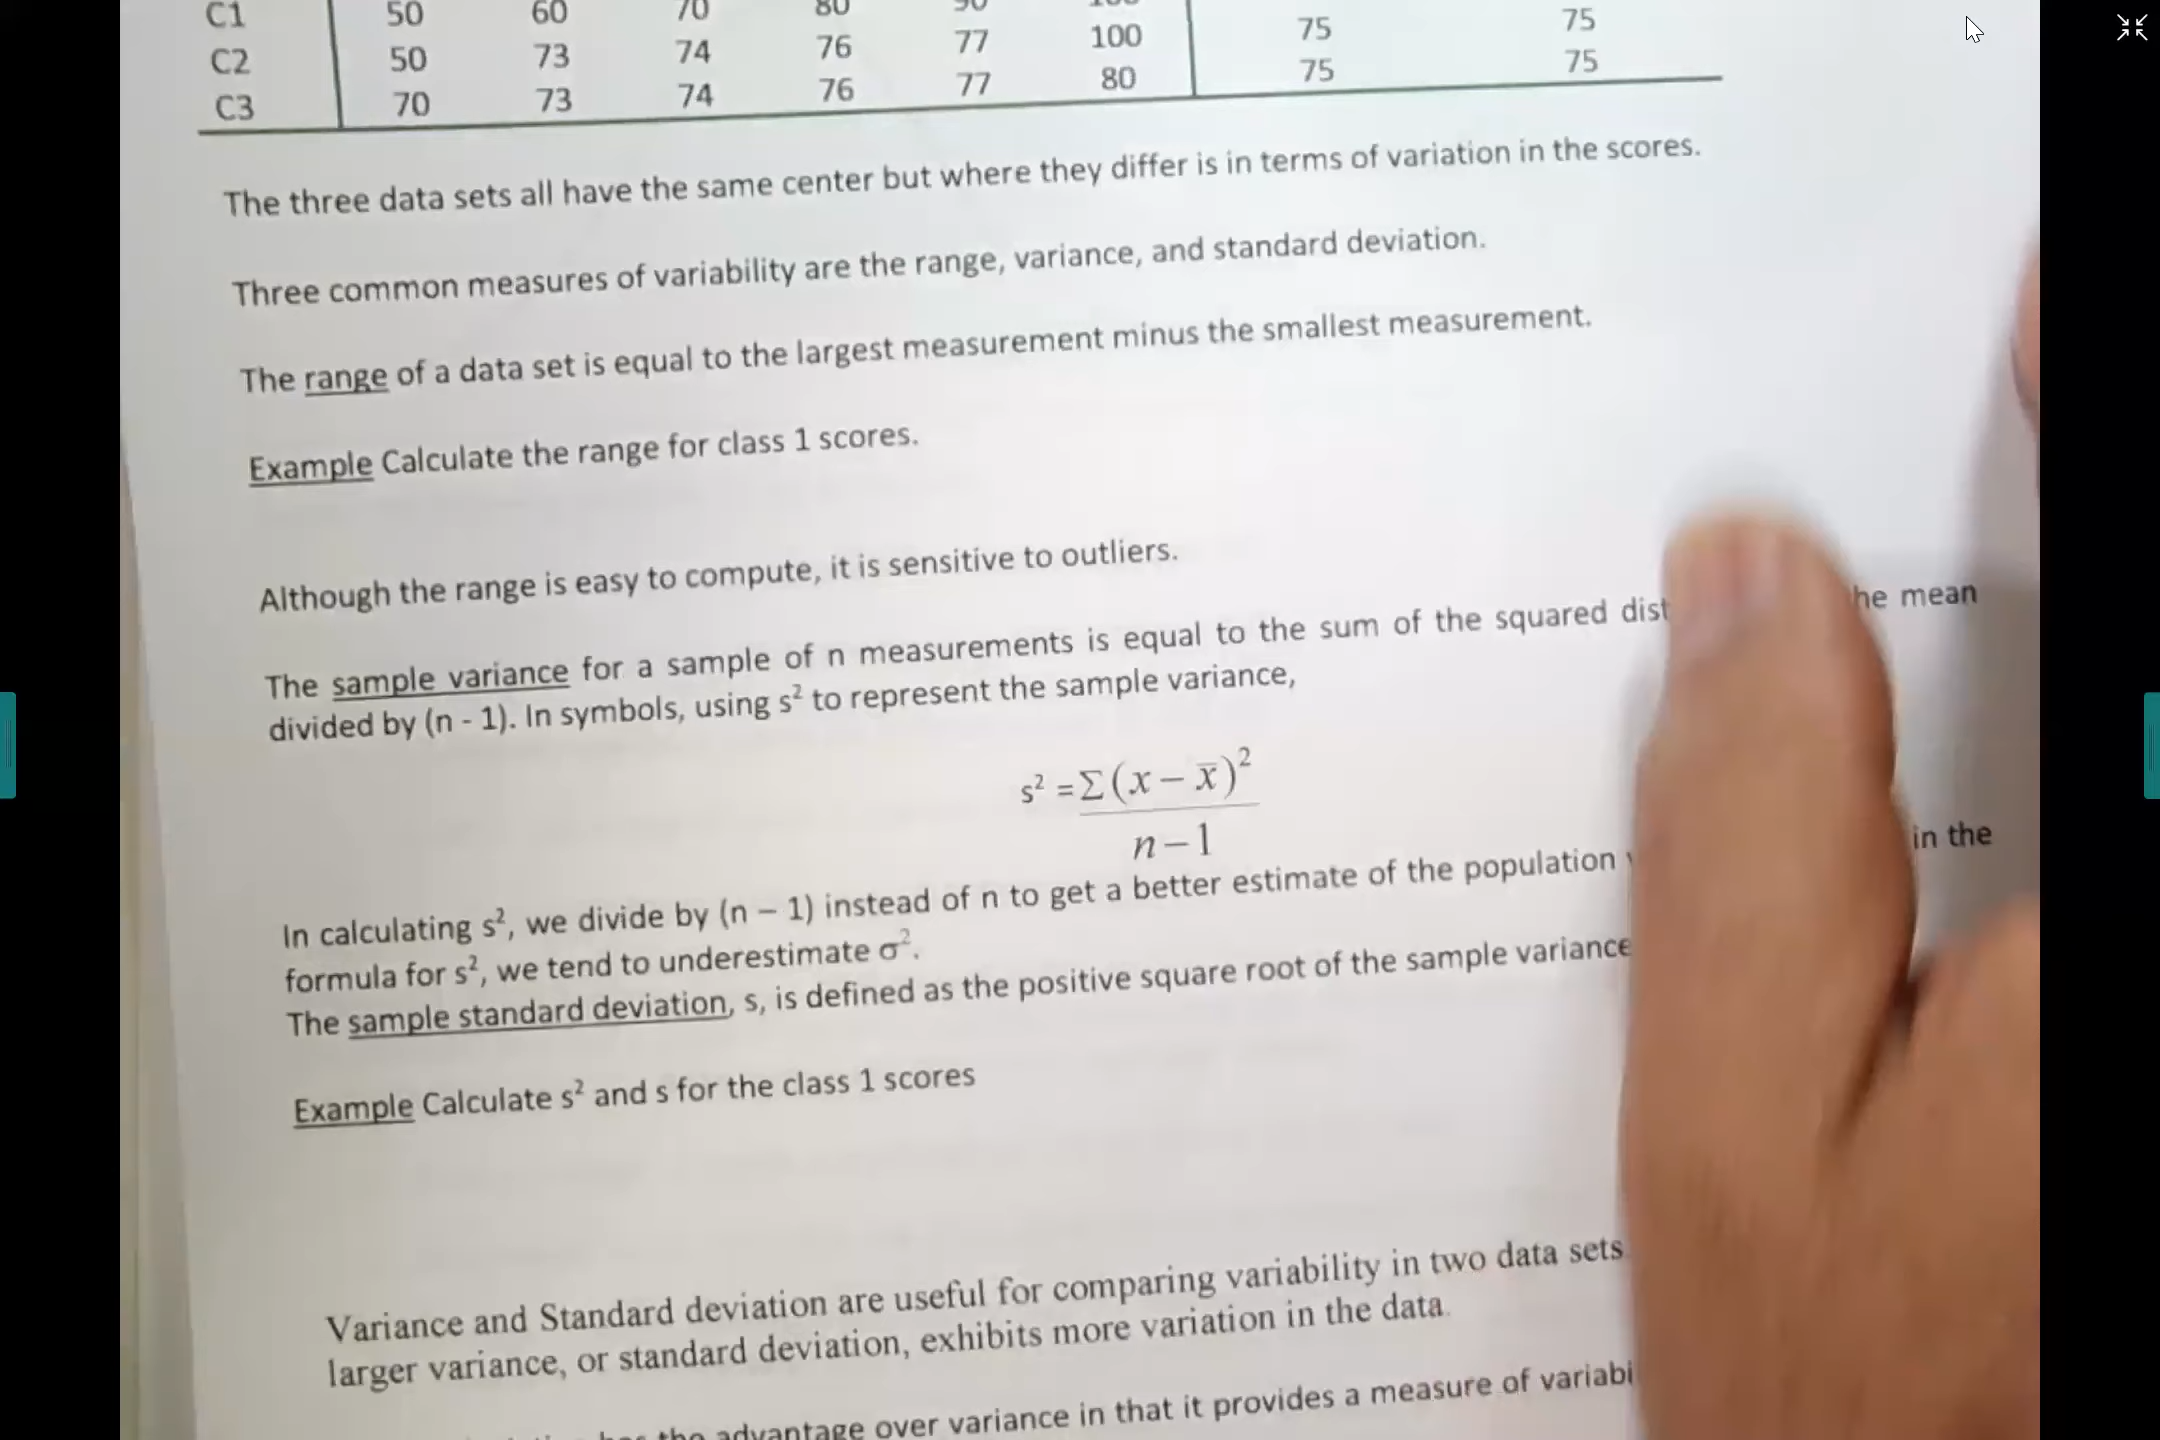 C1 50 60 70 80
C2 50 73 74 76 77 100 75 75
C3 70 73 74 76 77 80 75 75
The three data sets all have the same center but where they differ is in terms of variation in the scores.
Three common measures of variability are the range, variance, and standard deviation.
The range of a data set is equal to the largest measurement minus the smallest measurement.
Example Calculate the range for class 1 scores.
Although the range is easy to compute, it is sensitive to outliers.
The sample variance for a sample of n measurements is equal to the sum of the squared dist he mean
divided by (n - 1). In symbols, using s² to represent the sample variance,
s² = Σ(x − x̄)²
n − 1
In calculating s², we divide by (n – 1) instead of n to get a better estimate of the population in the
formula for s², we tend to underestimate σ².
The sample standard deviation, s, is defined as the positive square root of the sample variance
Example Calculate s² and s for the class 1 scores
Variance and Standard deviation are useful for comparing variability in two data sets
larger variance, or standard deviation, exhibits more variation in the data.
the advantage over variance in that it provides a measure of variabi